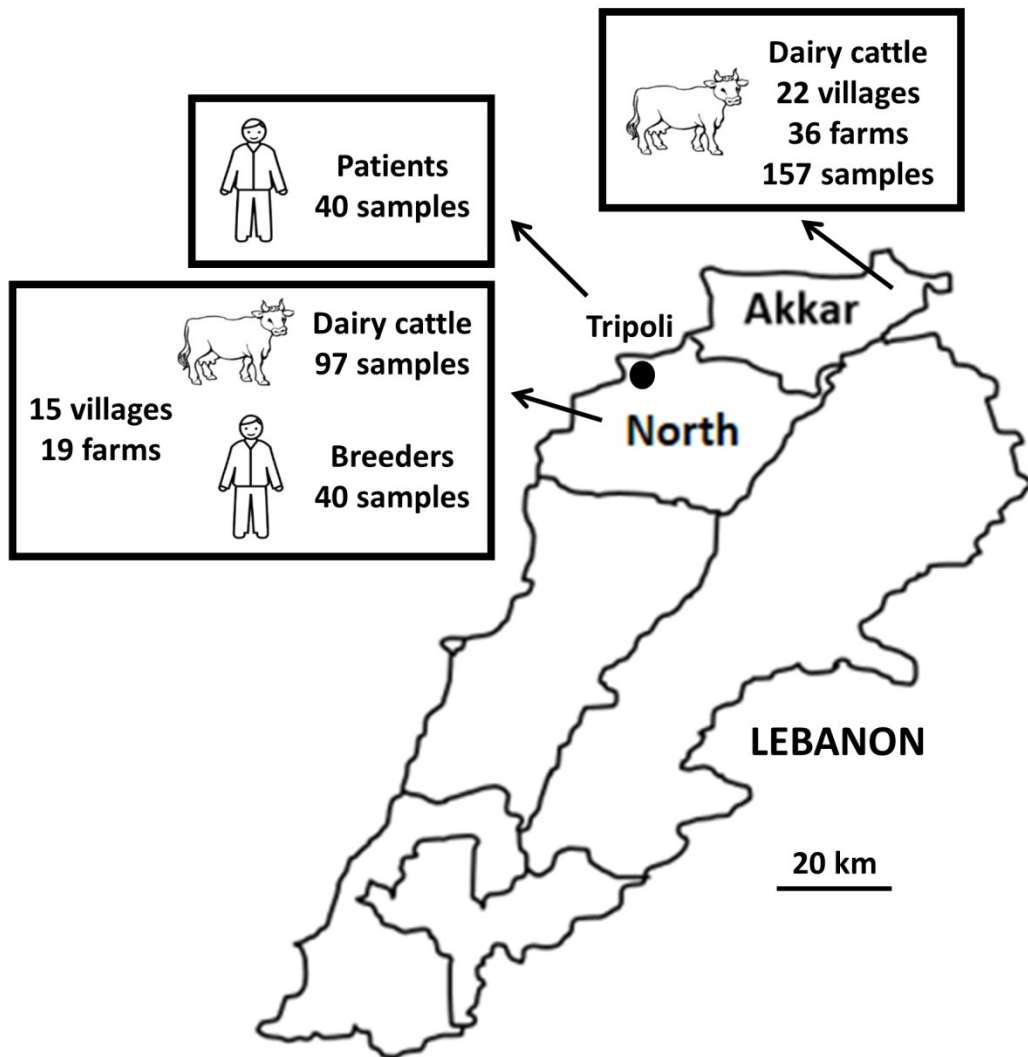 Dairy cattle
22 villages
36 farms
157 samples
Patients
40 samples
Dairy cattle
97 samples
15 villages
19 farms
Breeders
40 samples
Tripoli
Akkar
North
LEBANON
20 km